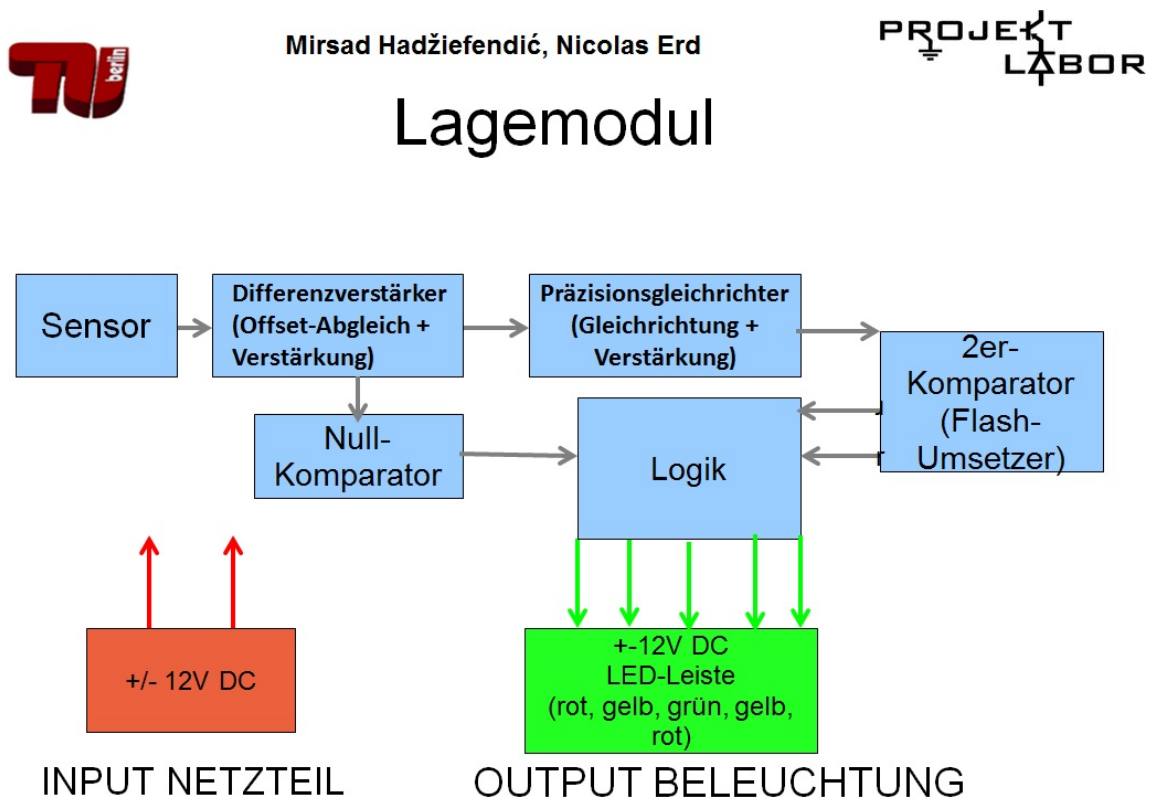 berlin
Mirsad Hadžiefendić, Nicolas Erd
PROJEKT
LABOR
Lagemodul
Sensor
Differenzverstärker
(Offset-Abgleich +
Verstärkung)
Präzisionsgleichrichter
(Gleichrichtung +
Verstärkung)
2er-
Komparator
(Flash-
Umsetzer)
Null-
Komparator
Logik
+/- 12V DC
+-12V DC
LED-Leiste
(rot, gelb, grün, gelb,
rot)
INPUT NETZTEIL
OUTPUT BELEUCHTUNG